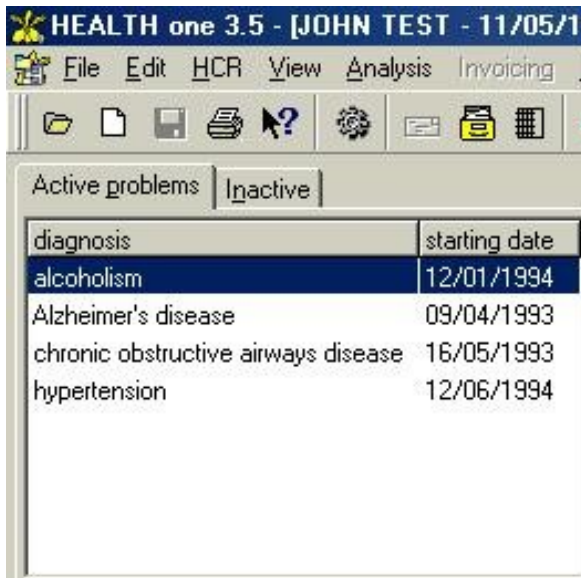 HEALTH one 3.5 - [JOHN TEST - 11/05/1
File Edit HCR View Analysis Invoicing
Active problems Inactive
diagnosis starting date
alcoholism 12/01/1994
Alzheimer's disease 09/04/1993
chronic obstructive airways disease 16/05/1993
hypertension 12/06/1994